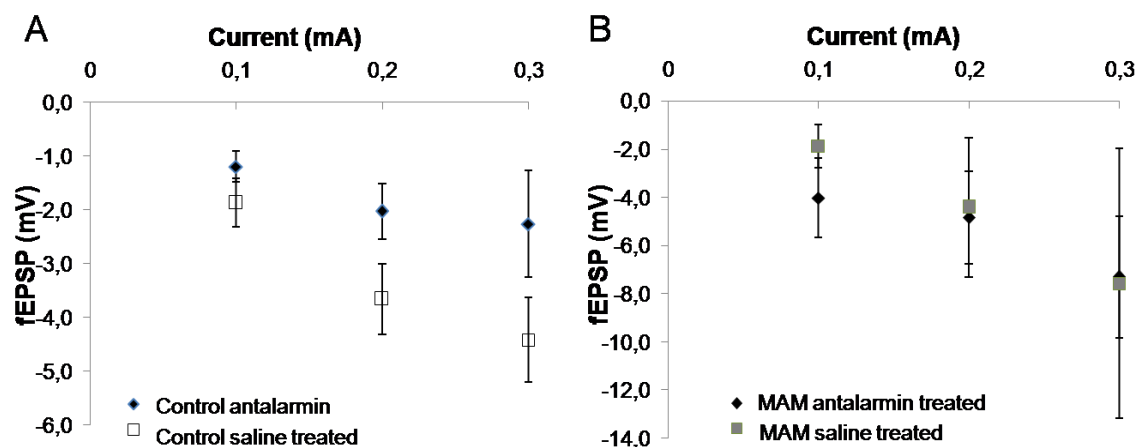 A
Current (mA)
0
0,1
0,2
0,3
0,0
-1,0
-2,0
-3,0
-4,0
-5,0
-6,0
fEPSP (mV)
Control antalarmin
Control saline treated
B
Current (mA)
0
0,1
0,2
0,3
0,0
-2,0
-4,0
-6,0
-8,0
-10,0
-12,0
-14,0
fEPSP (mV)
MAM antalarmin treated
MAM saline treated